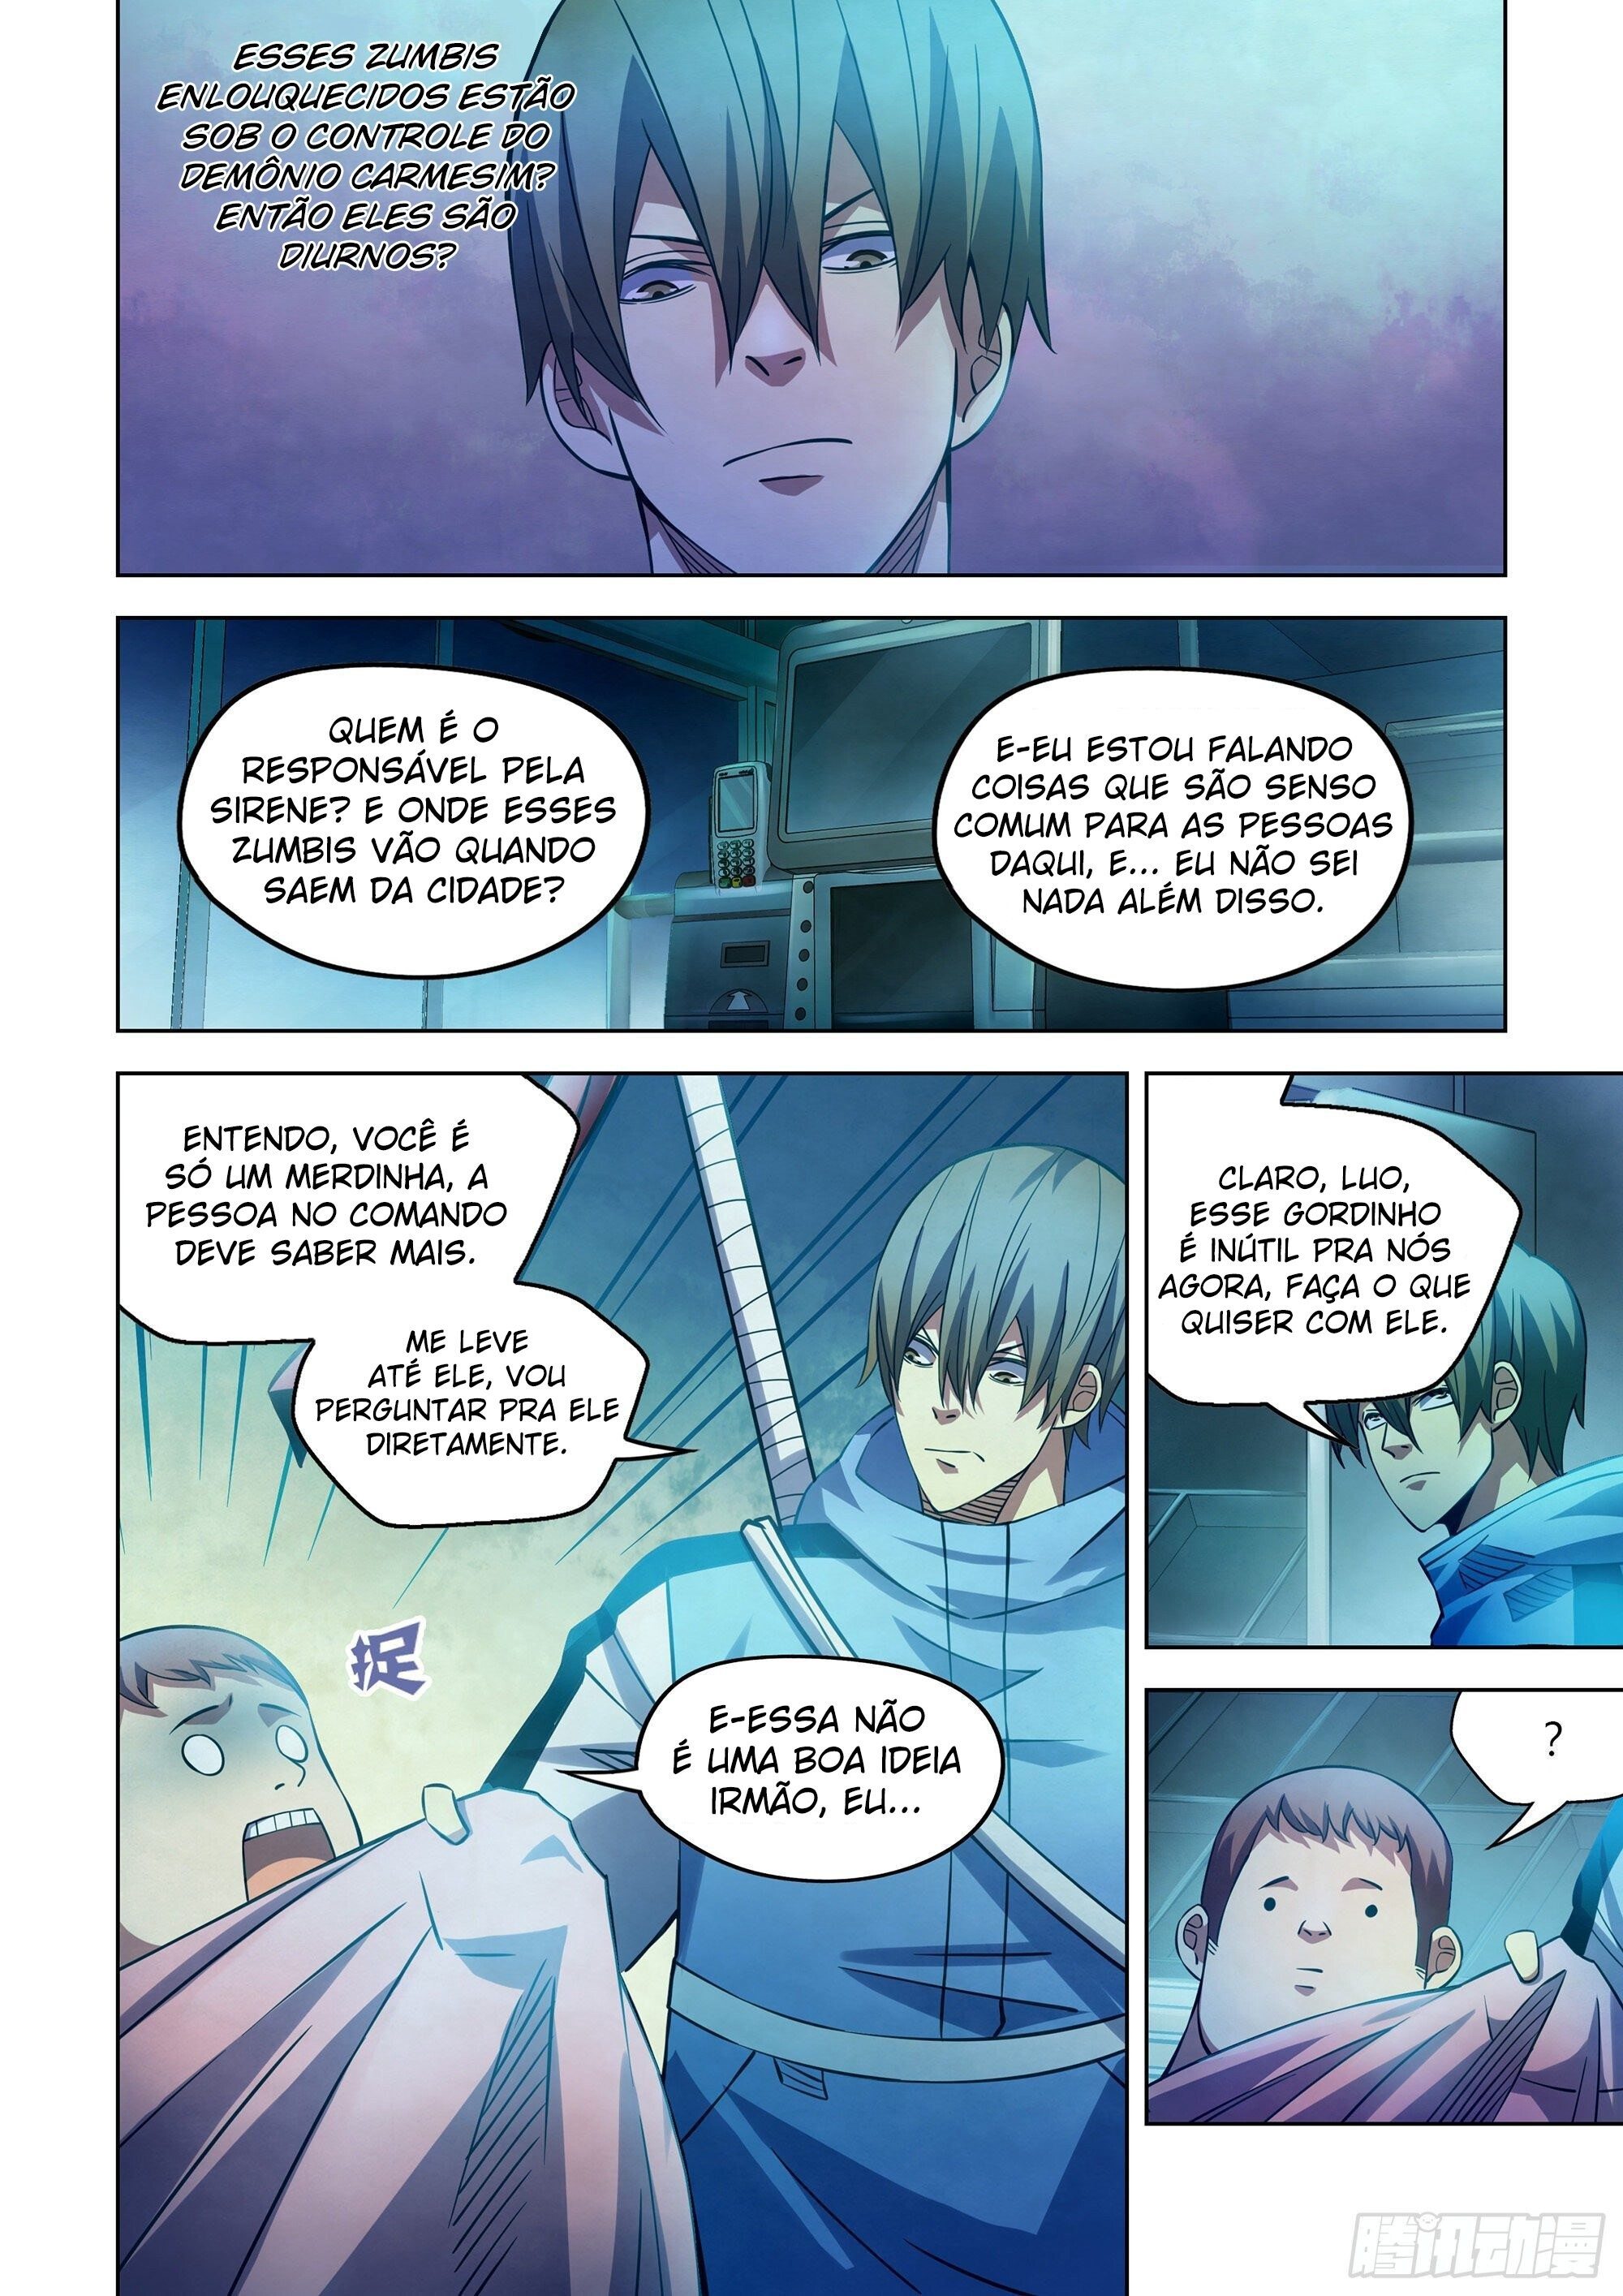 ESSES ZUMBIS
ENLOUQUECIDOS ESTÃO
SOB O CONTROLE DO
DEMÔNIO CARMESIM?
ENTÃO ELES SÃO
DIURNOS?
QUEM É O
RESPONSÁVEL PELA
SIRENE? E ONDE ESSES
ZUMBIS VÃO QUANDO
SAEM DA CIDADE?
E-EU ESTOU FALANDO
COISAS QUE SÃO SENSO
COMUM PARA AS PESSOAS
DAQUI, E... EU NÃO SEI
NADA ALÉM DISSO.
ENTENDO, VOCÊ É
SÓ UM MERDINHA, A
PESSOA NO COMANDO
DEVE SABER MAIS.
ME LEVE
ATÉ ELE, VOU
PERGUNTAR PRA ELE
DIRETAMENTE.
捉
E-ESSA NÃO
É UMA BOA IDEIA
IRMÃO, EU...
CLARO, LUO,
ESSE GORDINHO
É INÚTIL PRA NÓS
AGORA, FAÇA O QUE
QUISER COM ELE.
?
腾讯动漫